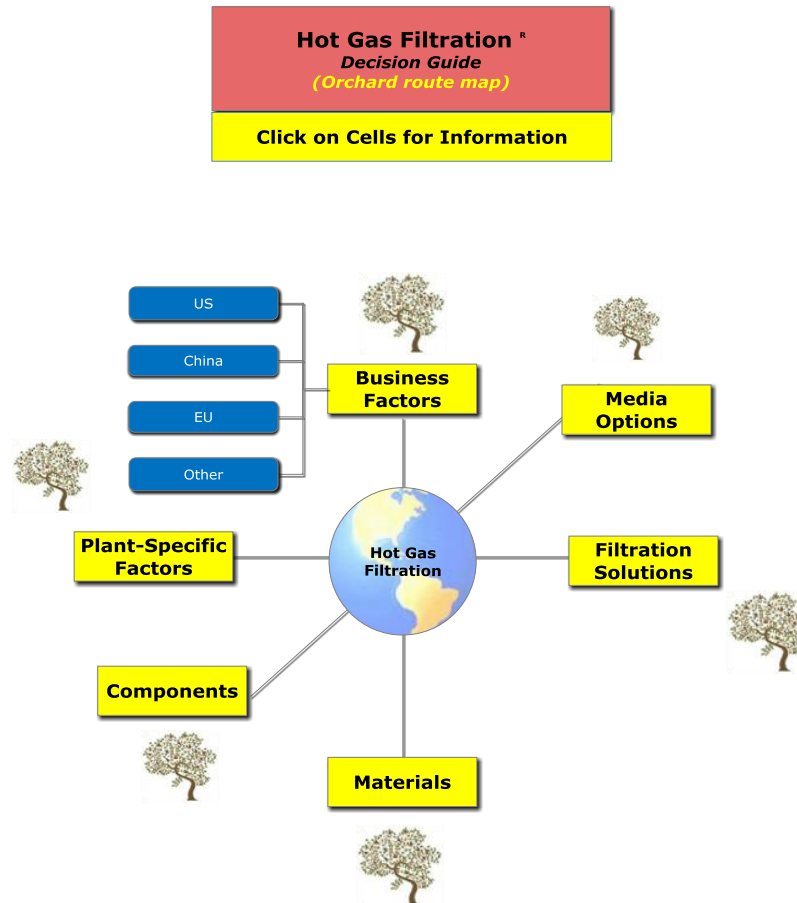 Hot Gas Filtration R
Decision Guide
(Orchard route map)
Click on Cells for Information
US
China
EU
Other
Business
Factors
Media
Options
Plant-Specific
Factors
Hot Gas
Filtration
Filtration
Solutions
Components
Materials